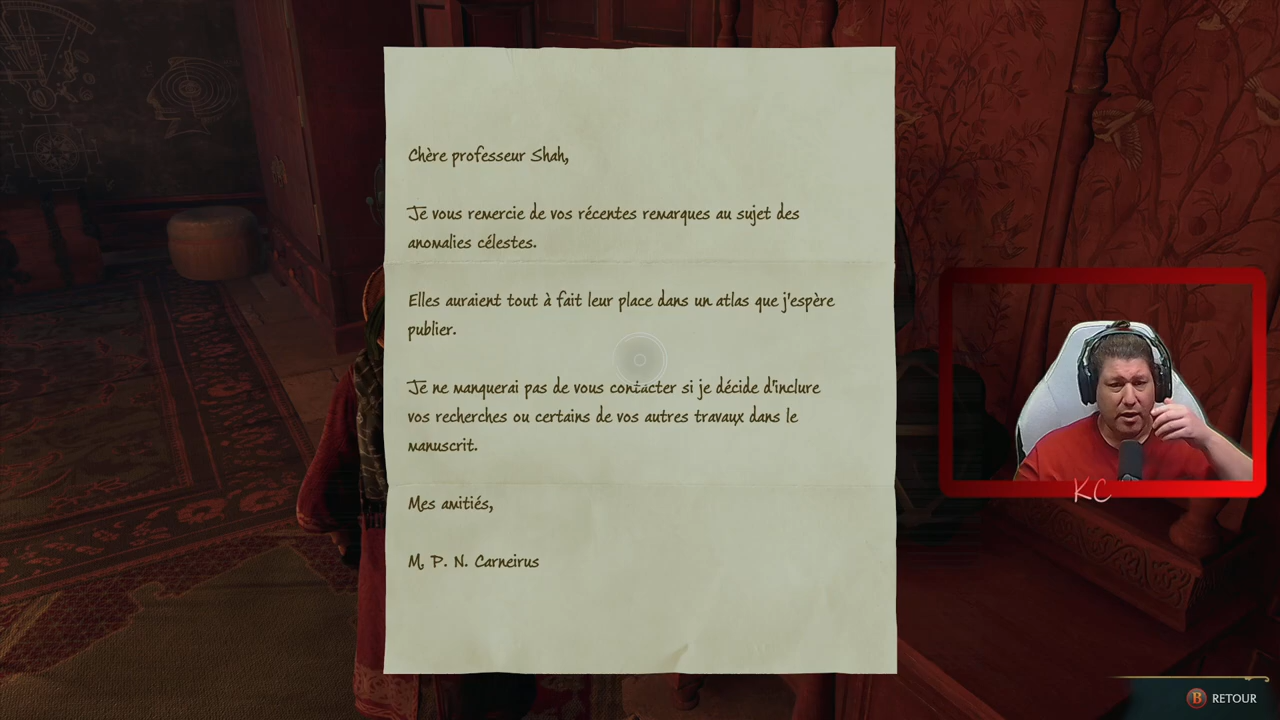 Chère professeur Shah,
Je vous remercie de vos récentes remarques au sujet des
anomalies célestes.
Elles auraient tout à fait leur place dans un atlas que j'espère
publier.
Je ne manquerai pas de vous contacter si je décide d'inclure
vos recherches ou certains de vos autres travaux dans le
manuscrit.
Mes amitiés,
M. P. N. Carneirus
KC
B RETOUR